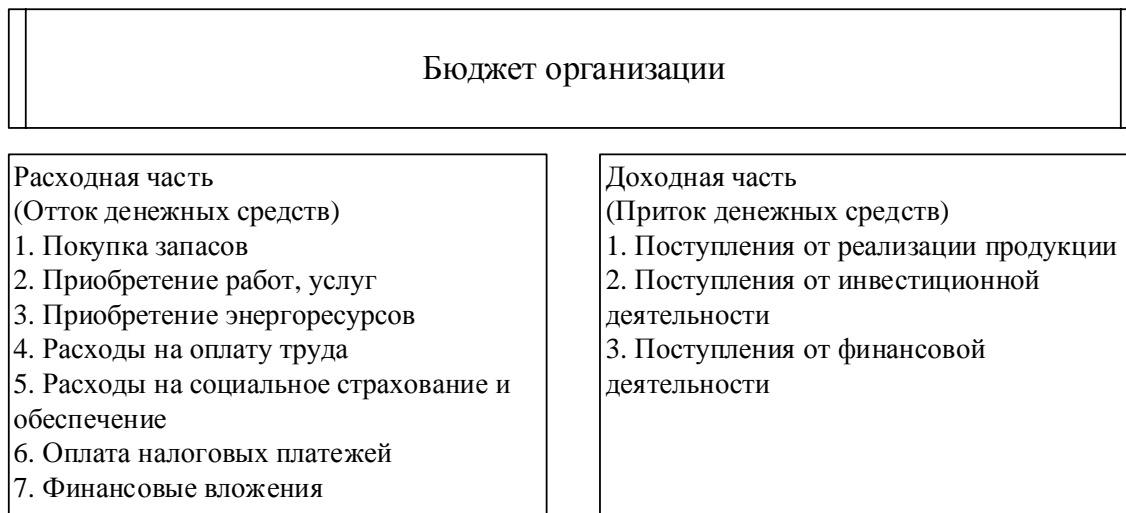 Бюджет организации
Расходная часть
(Отток денежных средств)
1. Покупка запасов
2. Приобретение работ, услуг
3. Приобретение энергоресурсов
4. Расходы на оплату труда
5. Расходы на социальное страхование и
обеспечение
6. Оплата налоговых платежей
7. Финансовые вложения
Доходная часть
(Приток денежных средств)
1. Поступления от реализации продукции
2. Поступления от инвестиционной
деятельности
3. Поступления от финансовой
деятельности